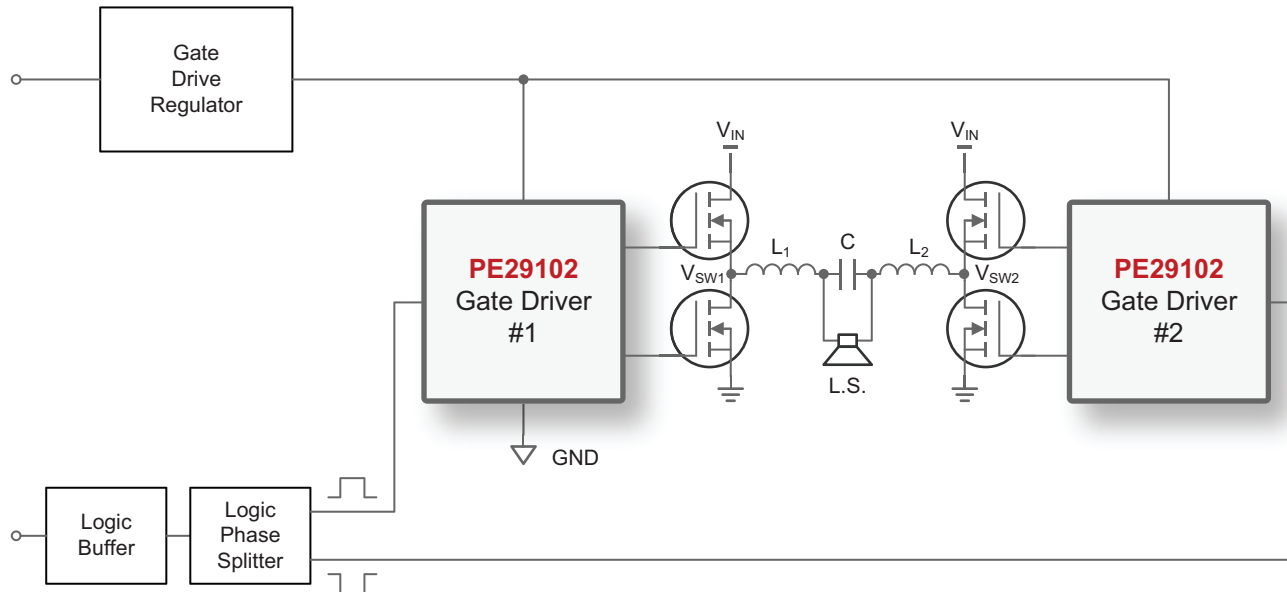 Gate
Drive
Regulator
V_IN
V_IN
PE29102
Gate Driver
#1
L_1
C
L_2
V_SW1
V_SW2
L.S.
PE29102
Gate Driver
#2
GND
Logic
Buffer
Logic
Phase
Splitter